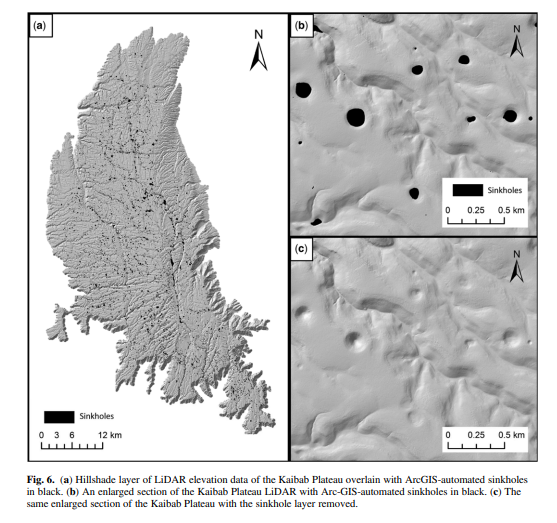 (a)
N
Sinkholes
0 3 6 12 km
(b)
N
Sinkholes
0 0.25 0.5 km
(c)
N
0 0.25 0.5 km
Fig. 6. (a) Hillshade layer of LiDAR elevation data of the Kaibab Plateau overlain with ArcGIS-automated sinkholes
in black. (b) An enlarged section of the Kaibab Plateau LiDAR with Arc-GIS-automated sinkholes in black. (c) The
same enlarged section of the Kaibab Plateau with the sinkhole layer removed.